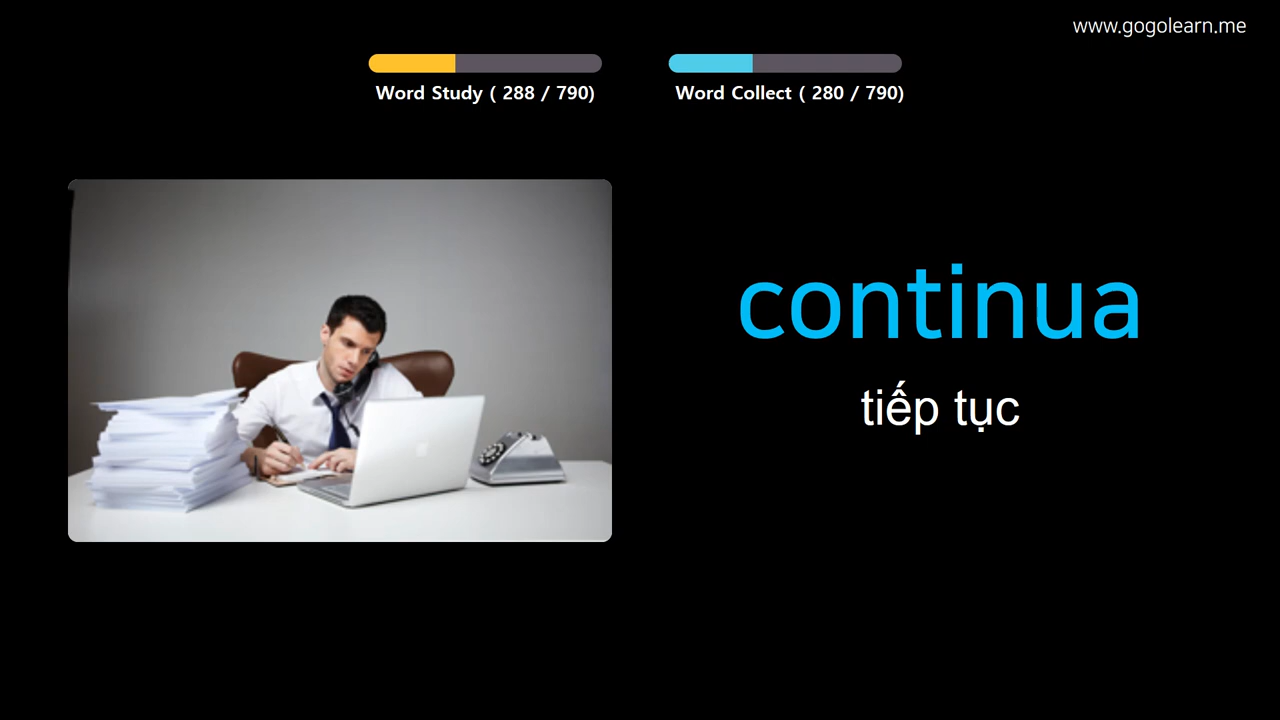 www.gogolearn.me
Word Study ( 288 / 790)
Word Collect ( 280 / 790)
continua
tiếp tục